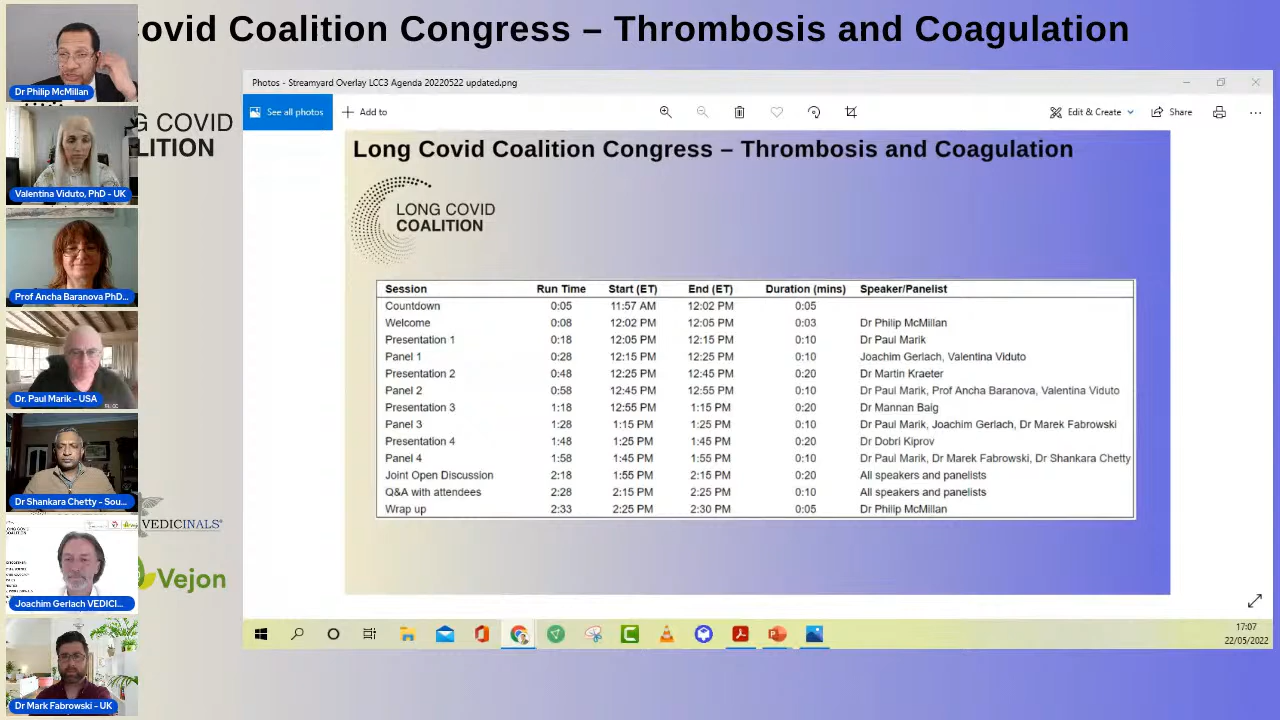 ovid Coalition Congress – Thrombosis and Coagulation
Dr Philip McMillan
Valentina Viduto, PhD - UK
Prof Ancha Baranova PhD...
Dr. Paul Marik - USA
Dr Shankara Chetty - Sou...
Joachim Gerlach VEDICI...
Dr Mark Fabrowski - UK
G COVID
LITION
VEDICINALS®
Vejon
Photos - Streamyard Overlay LCC3 Agenda 20220522 updated.png
See all photos
Add to
Edit & Create
Share
Long Covid Coalition Congress – Thrombosis and Coagulation
LONG COVID
COALITION
Session Run Time Start (ET) End (ET) Duration (mins) Speaker/Panelist
Countdown 0:05 11:57 AM 12:02 PM 0:05
Welcome 0:08 12:02 PM 12:05 PM 0:03 Dr Philip McMillan
Presentation 1 0:18 12:05 PM 12:15 PM 0:10 Dr Paul Marik
Panel 1 0:28 12:15 PM 12:25 PM 0:10 Joachim Gerlach, Valentina Viduto
Presentation 2 0:48 12:25 PM 12:45 PM 0:20 Dr Martin Kraeter
Panel 2 0:58 12:45 PM 12:55 PM 0:10 Dr Paul Marik, Prof Ancha Baranova, Valentina Viduto
Presentation 3 1:18 12:55 PM 1:15 PM 0:20 Dr Mannan Baig
Panel 3 1:28 1:15 PM 1:25 PM 0:10 Dr Paul Marik, Joachim Gerlach, Dr Marek Fabrowski
Presentation 4 1:48 1:25 PM 1:45 PM 0:20 Dr Dobri Kiprov
Panel 4 1:58 1:45 PM 1:55 PM 0:10 Dr Paul Marik, Dr Marek Fabrowski, Dr Shankara Chetty
Joint Open Discussion 2:18 1:55 PM 2:15 PM 0:20 All speakers and panelists
Q&A with attendees 2:28 2:15 PM 2:25 PM 0:10 All speakers and panelists
Wrap up 2:33 2:25 PM 2:30 PM 0:05 Dr Philip McMillan
17:07
22/05/2022